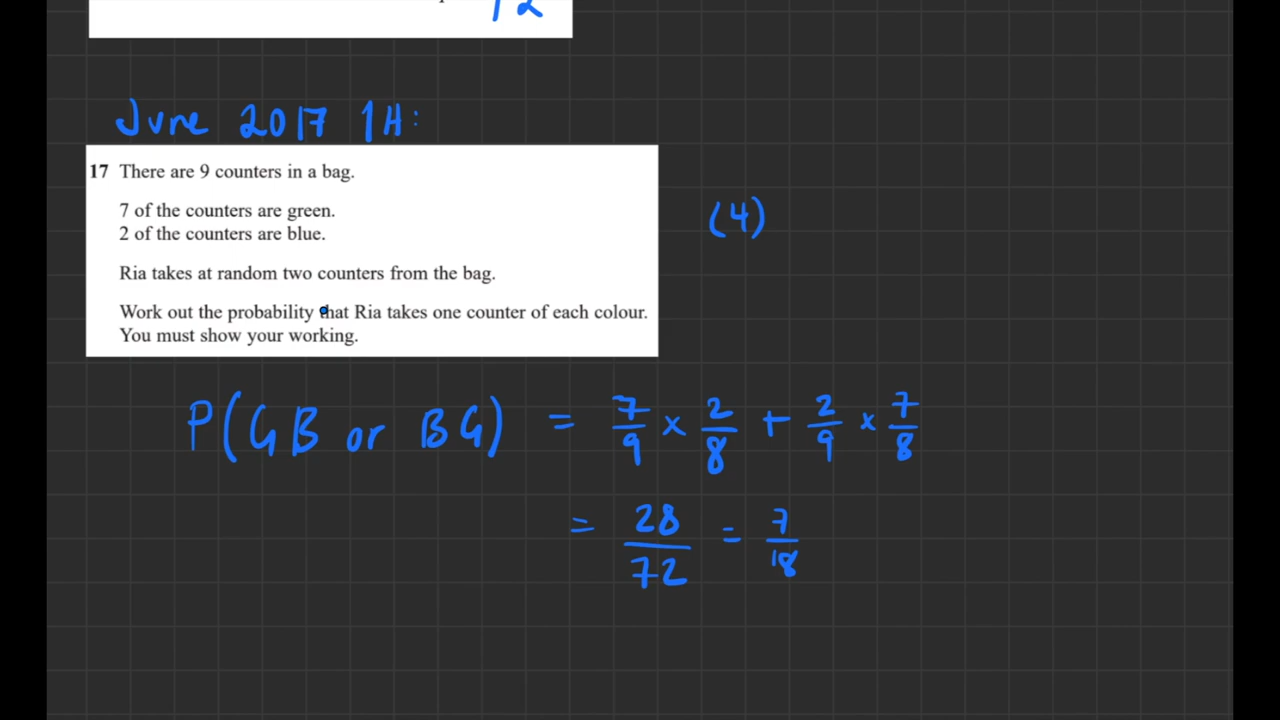 12
June 2017 1H:
17 There are 9 counters in a bag.
7 of the counters are green.
2 of the counters are blue.
(4)
Ria takes at random two counters from the bag.
Work out the probability that Ria takes one counter of each colour.
You must show your working.
P(GB or BG) = 7/9 × 2/8 + 2/9 × 7/8
= 28/72 = 7/18